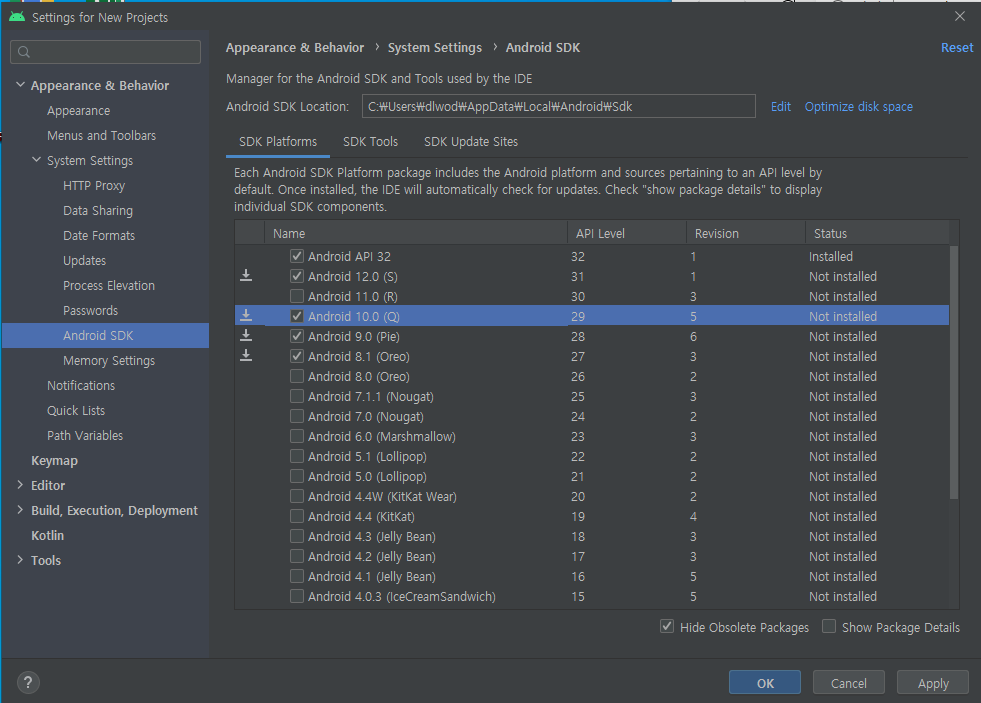 Settings for New Projects
Appearance & Behavior
Appearance
Menus and Toolbars
System Settings
HTTP Proxy
Data Sharing
Date Formats
Updates
Process Elevation
Passwords
Android SDK
Memory Settings
Notifications
Quick Lists
Path Variables
Keymap
Editor
Build, Execution, Deployment
Kotlin
Tools
Appearance & Behavior › System Settings › Android SDK Reset
Manager for the Android SDK and Tools used by the IDE
Android SDK Location: C:₩Users₩dlwod₩AppData₩Local₩Android₩Sdk Edit Optimize disk space
SDK Platforms SDK Tools SDK Update Sites
Each Android SDK Platform package includes the Android platform and sources pertaining to an API level by
default. Once installed, the IDE will automatically check for updates. Check "show package details" to display
individual SDK components.
Name API Level Revision Status
Android API 32 32 1 Installed
Android 12.0 (S) 31 1 Not installed
Android 11.0 (R) 30 3 Not installed
Android 10.0 (Q) 29 5 Not installed
Android 9.0 (Pie) 28 6 Not installed
Android 8.1 (Oreo) 27 3 Not installed
Android 8.0 (Oreo) 26 2 Not installed
Android 7.1.1 (Nougat) 25 3 Not installed
Android 7.0 (Nougat) 24 2 Not installed
Android 6.0 (Marshmallow) 23 3 Not installed
Android 5.1 (Lollipop) 22 2 Not installed
Android 5.0 (Lollipop) 21 2 Not installed
Android 4.4W (KitKat Wear) 20 2 Not installed
Android 4.4 (KitKat) 19 4 Not installed
Android 4.3 (Jelly Bean) 18 3 Not installed
Android 4.2 (Jelly Bean) 17 3 Not installed
Android 4.1 (Jelly Bean) 16 5 Not installed
Android 4.0.3 (IceCreamSandwich) 15 5 Not installed
Hide Obsolete Packages Show Package Details
? OK Cancel Apply